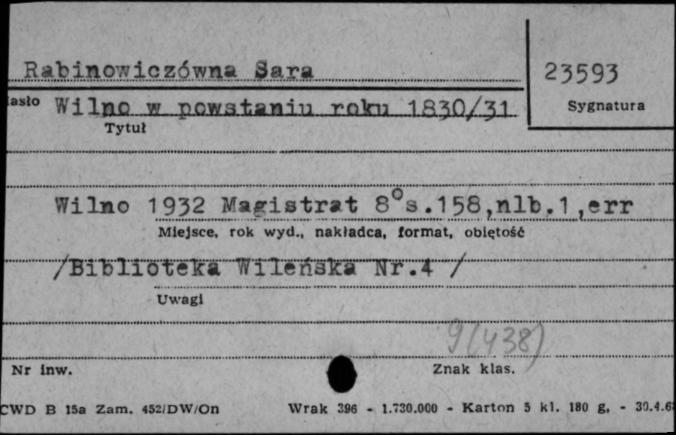 Rabinowiczówna Sara
23593
asło Wilno w powstaniu roku 1830/31
Sygnatura
Tytuł
Wilno 1932 Magistrat 8° s.158,nlb.1,err
Miejsce, rok wyd., nakładca, format, objętość
/Biblioteka Wileńska Nr.4 /
Uwagi
9(438)
Nr inw.
Znak klas.
CWD B 15a Zam. 452/DW/On Wrak 396 - 1.730.000 - Karton 5 kl. 180 g. - 30.4.6